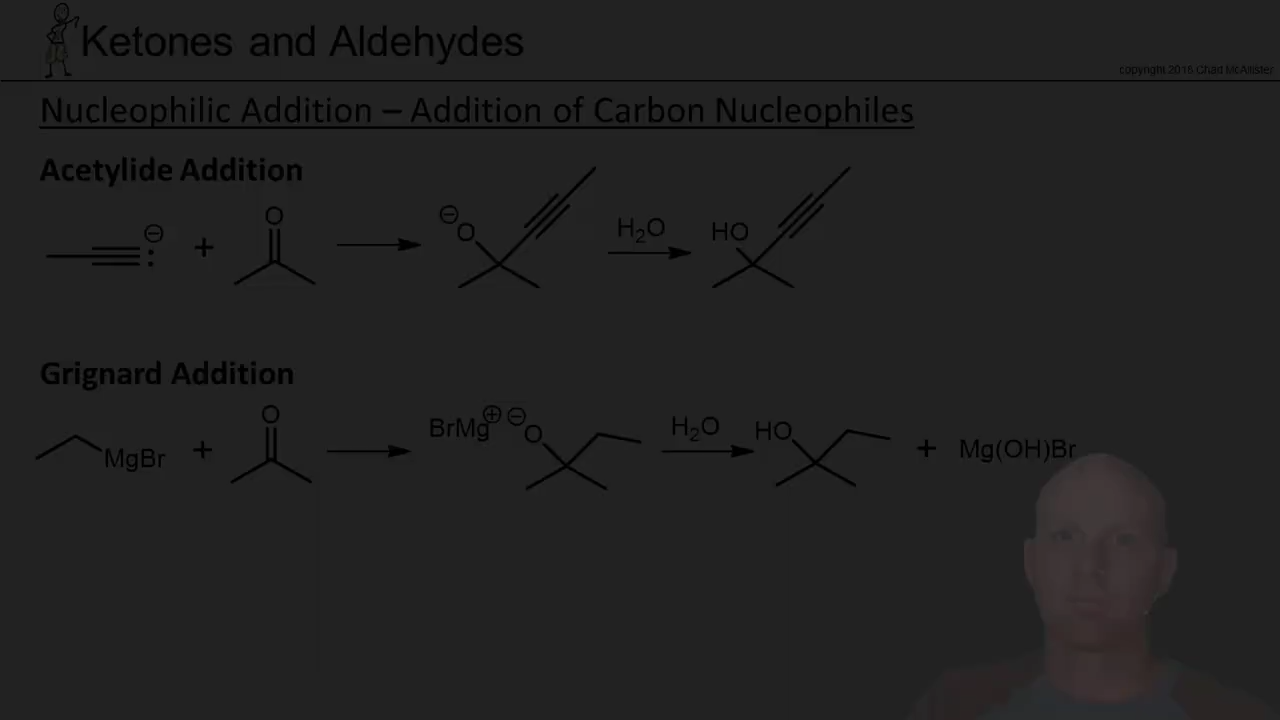 Ketones and Aldehydes
copyright 2016 Chad McAllister
Nucleophilic Addition – Addition of Carbon Nucleophiles
Acetylide Addition
⊖ : + O ⊖ O H₂O HO
Grignard Addition
MgBr + O BrMg⊕ ⊖ O H₂O HO + Mg(OH)Br